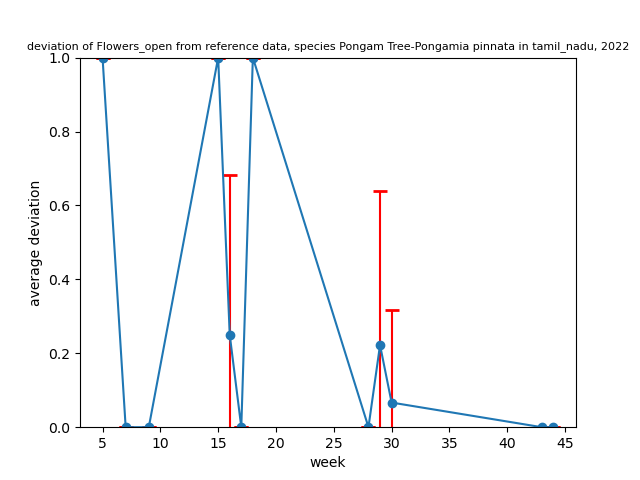 deviation of Flowers_open from reference data, species Pongam Tree-Pongamia pinnata in tamil_nadu, 2022
1.0
0.8
0.6
0.4
0.2
0.0
average deviation
5 10 15 20 25 30 35 40 45
week